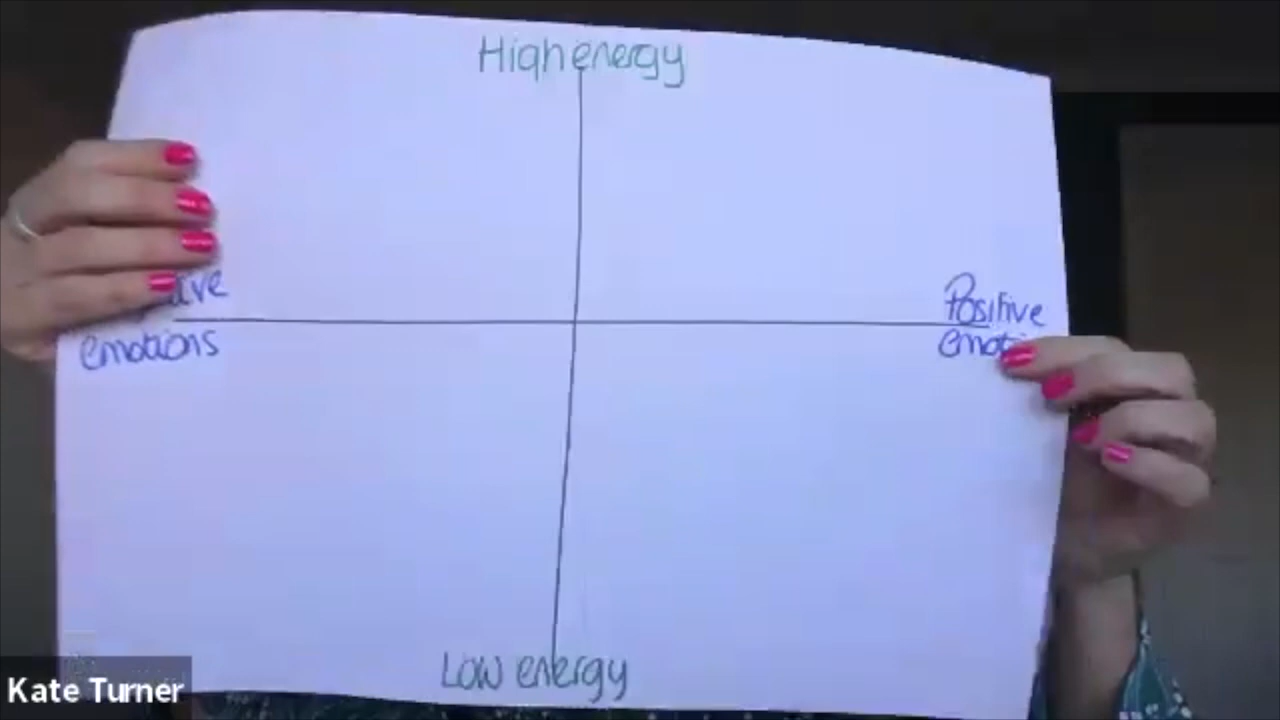 High energy
emotions
Positive
Low energy
Kate Turner